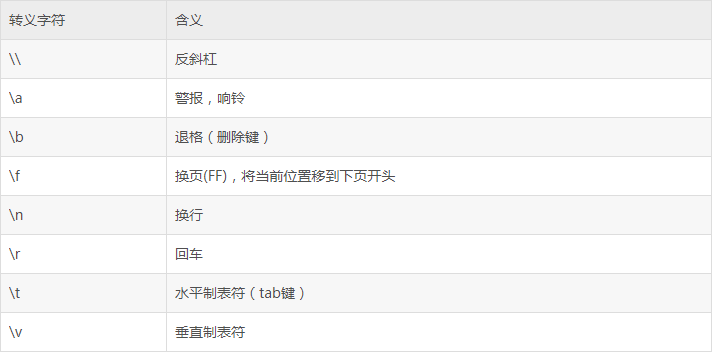 转义字符 含义
\\ 反斜杠
\a 警报，响铃
\b 退格（删除键）
\f 换页(FF)，将当前位置移到下页开头
\n 换行
\r 回车
\t 水平制表符（tab键）
\v 垂直制表符